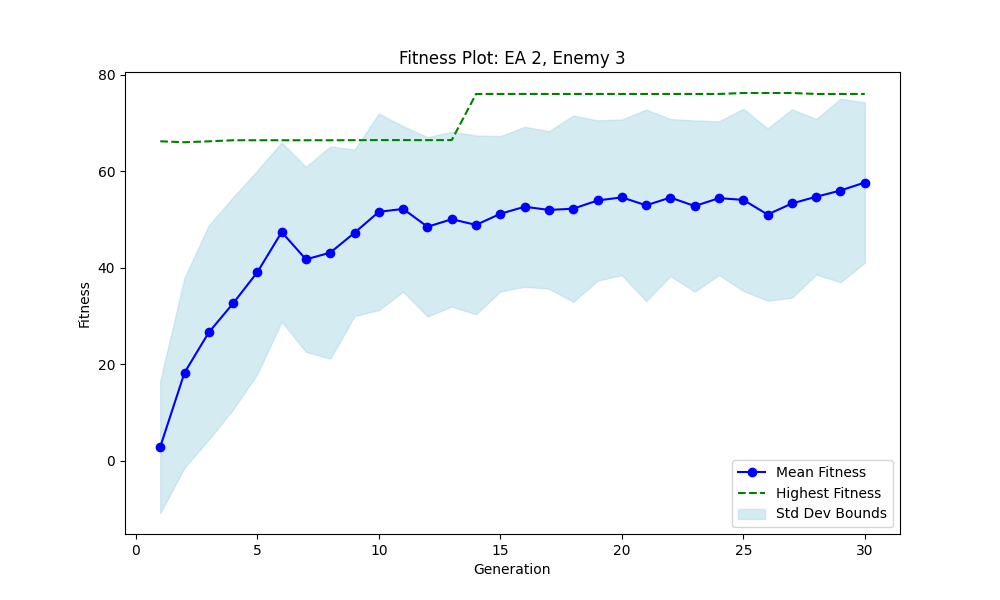 Fitness Plot: EA 2, Enemy 3
80
60
40
20
0
Fitness
0 5 10 15 20 25 30
Generation
Mean Fitness
Highest Fitness
Std Dev Bounds